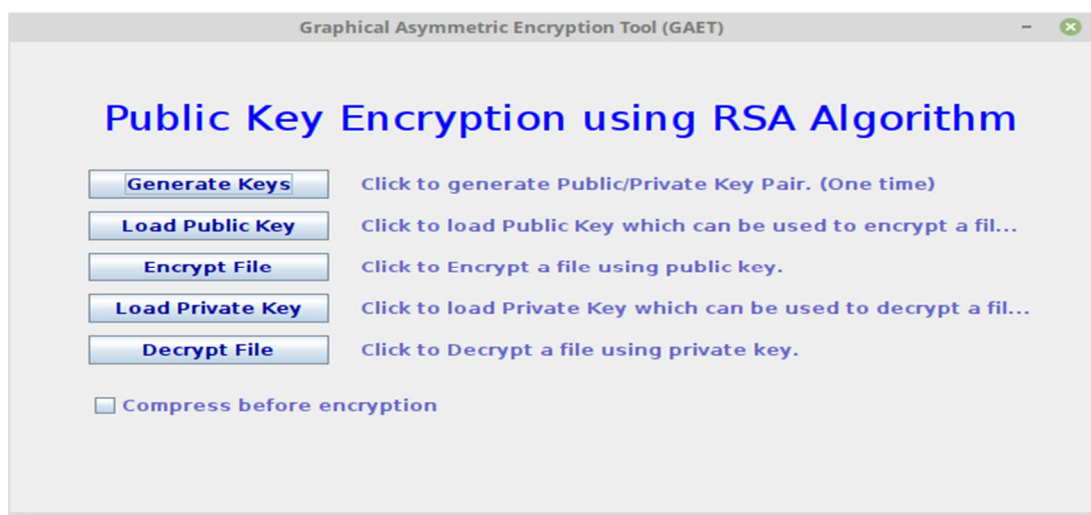 Graphical Asymmetric Encryption Tool (GAET)
Public Key Encryption using RSA Algorithm
Generate Keys Click to generate Public/Private Key Pair. (One time)
Load Public Key Click to load Public Key which can be used to encrypt a fil...
Encrypt File Click to Encrypt a file using public key.
Load Private Key Click to load Private Key which can be used to decrypt a fil...
Decrypt File Click to Decrypt a file using private key.
Compress before encryption